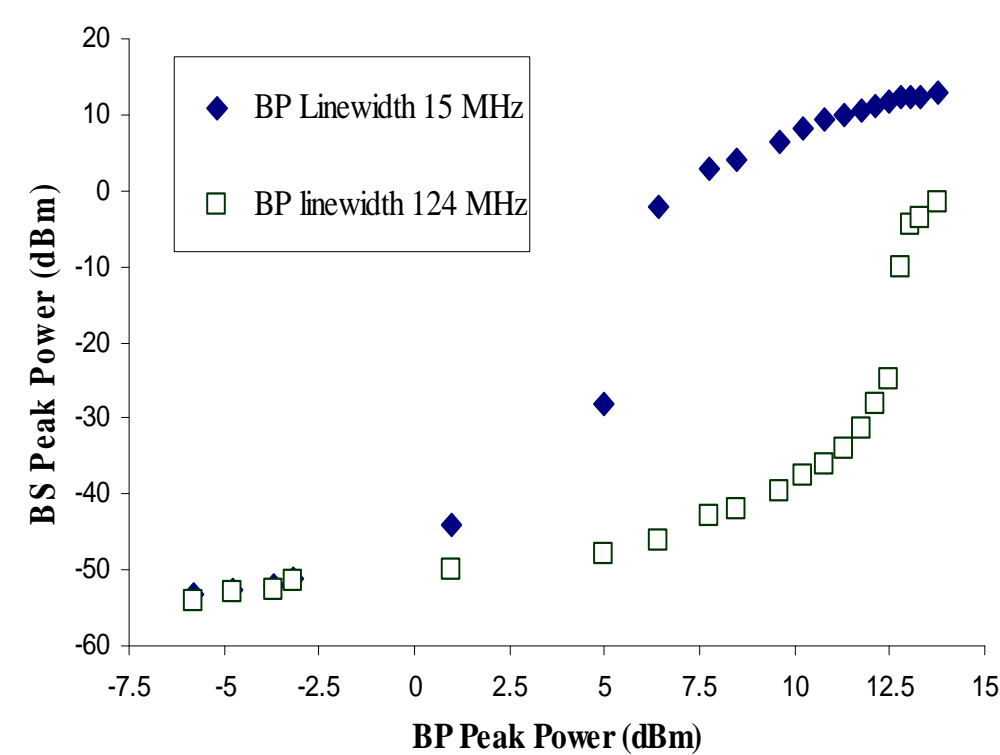 20
10
0
-10
-20
-30
-40
-50
-60
BS Peak Power (dBm)
BP Linewidth 15 MHz
BP linewidth 124 MHz
-7.5 -5 -2.5 0 2.5 5 7.5 10 12.5 15
BP Peak Power (dBm)